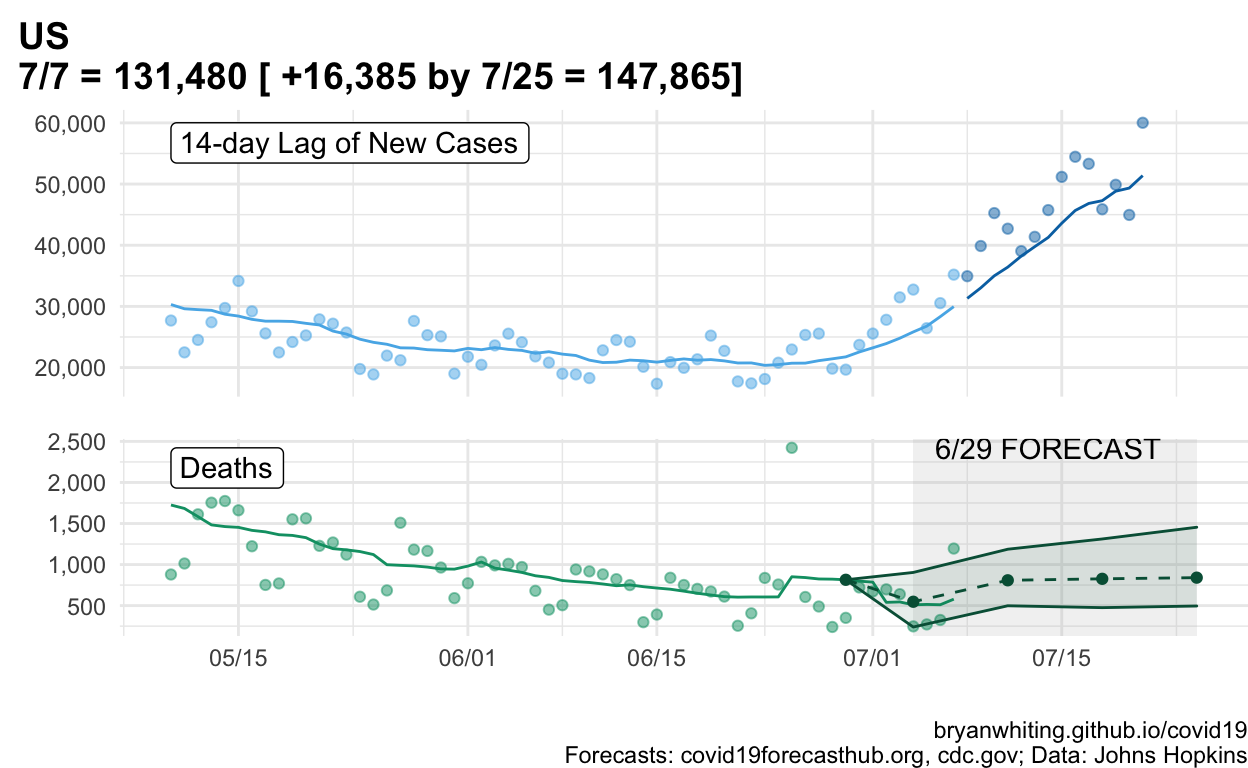 US
7/7 = 131,480 [ +16,385 by 7/25 = 147,865]
60,000
14-day Lag of New Cases
50,000
40,000
30,000
20,000
2,500
6/29 FORECAST
Deaths
2,000
1,500
1,000
500
05/15
06/01
06/15
07/01
07/15
bryanwhiting.github.io/covid19
Forecasts: covid19forecasthub.org, cdc.gov; Data: Johns Hopkins